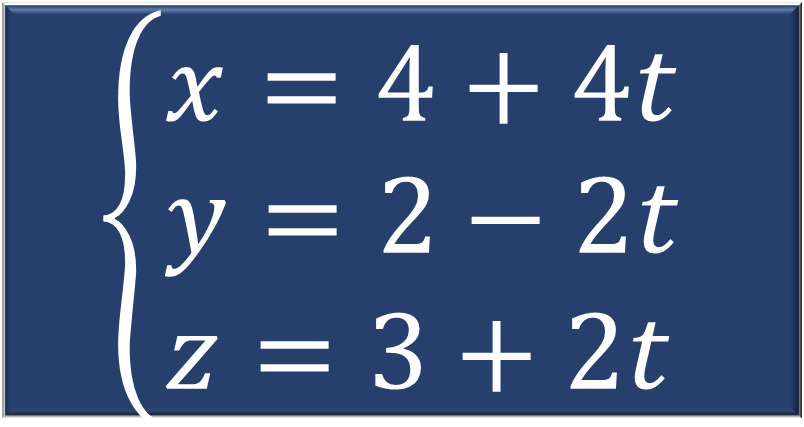 x = 4 + 4t
y = 2 − 2t
z = 3 + 2t